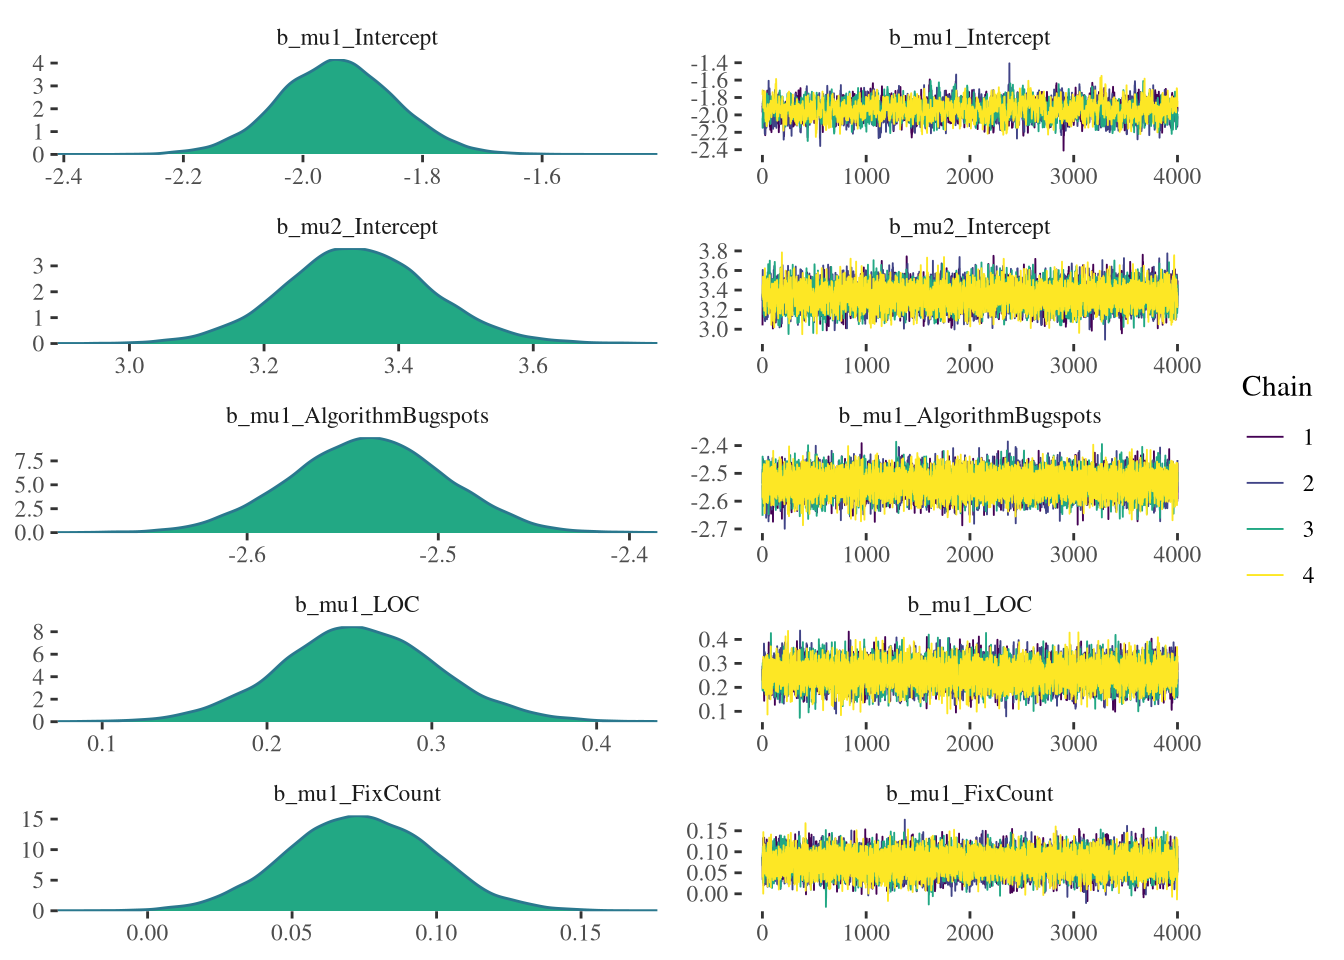 b_mu1_Intercept
4
3
2
1
0
-2.4 -2.2 -2.0 -1.8 -1.6
b_mu1_Intercept
-1.4
-1.6
-1.8
-2.0
-2.2
-2.4
0 1000 2000 3000 4000
b_mu2_Intercept
3
2
1
0
3.0 3.2 3.4 3.6
b_mu2_Intercept
3.8
3.6
3.4
3.2
3.0
0 1000 2000 3000 4000
b_mu1_AlgorithmBugspots
7.5
5.0
2.5
0.0
-2.6 -2.5 -2.4
b_mu1_AlgorithmBugspots
-2.4
-2.5
-2.6
-2.7
0 1000 2000 3000 4000
b_mu1_LOC
8
6
4
2
0
0.1 0.2 0.3 0.4
b_mu1_LOC
0.4
0.3
0.2
0.1
0 1000 2000 3000 4000
b_mu1_FixCount
15
10
5
0
0.00 0.05 0.10 0.15
b_mu1_FixCount
0.15
0.10
0.05
0.00
0 1000 2000 3000 4000
Chain
1
2
3
4